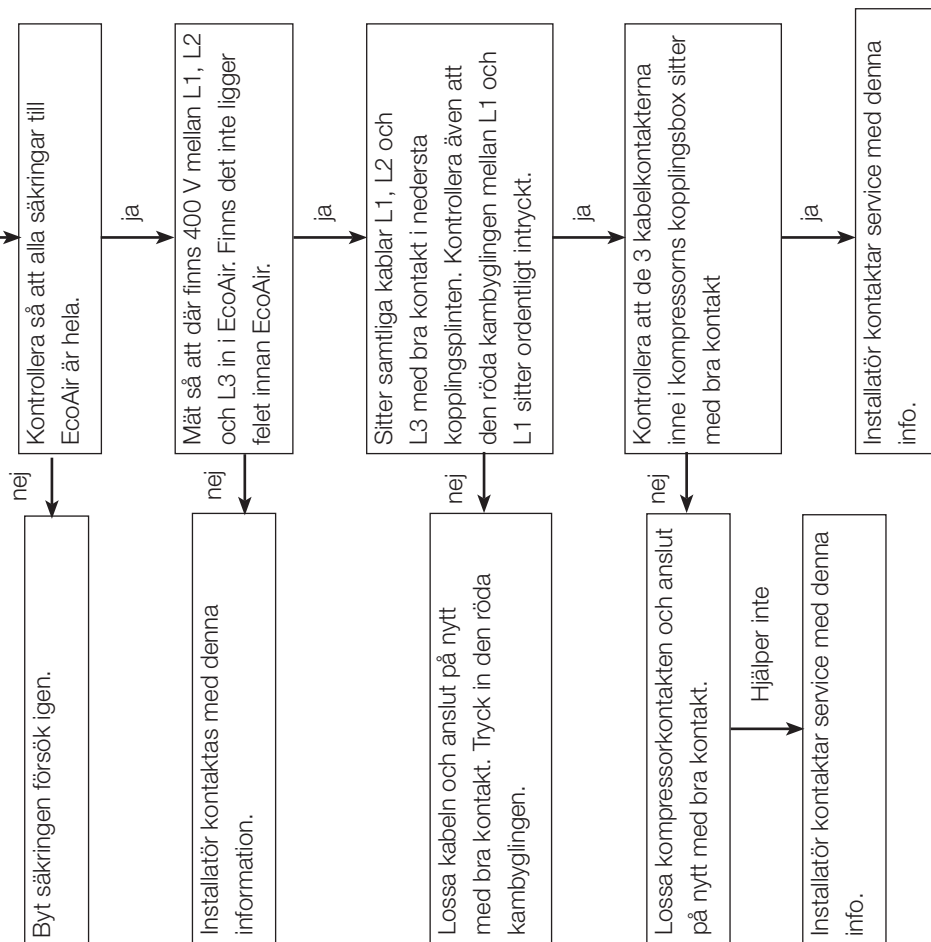 Kontrollera så att alla säkringar till
EcoAir är hela.
nej
ja
Byt säkringen försök igen.
Mät så att där finns 400 V mellan L1, L2
och L3 in i EcoAir. Finns det inte ligger
felet innan EcoAir.
nej
ja
Installatör kontaktas med denna
information.
Sitter samtliga kablar L1, L2 och
L3 med bra kontakt i nedersta
kopplingsplinten. Kontrollera även att
den röda kambyglingen mellan L1 och
L1 sitter ordentligt intryckt.
nej
ja
Lossa kabeln och anslut på nytt
med bra kontakt. Tryck in den röda
kambyglingen.
Kontrollera att de 3 kabelkontakterna
inne i kompressorns kopplingsbox sitter
med bra kontakt
nej
ja
Lossa kompressorkontakten och anslut
på nytt med bra kontakt.
Hjälper inte
Installatör kontaktar service med denna
info.
Installatör kontaktar service med denna
info.